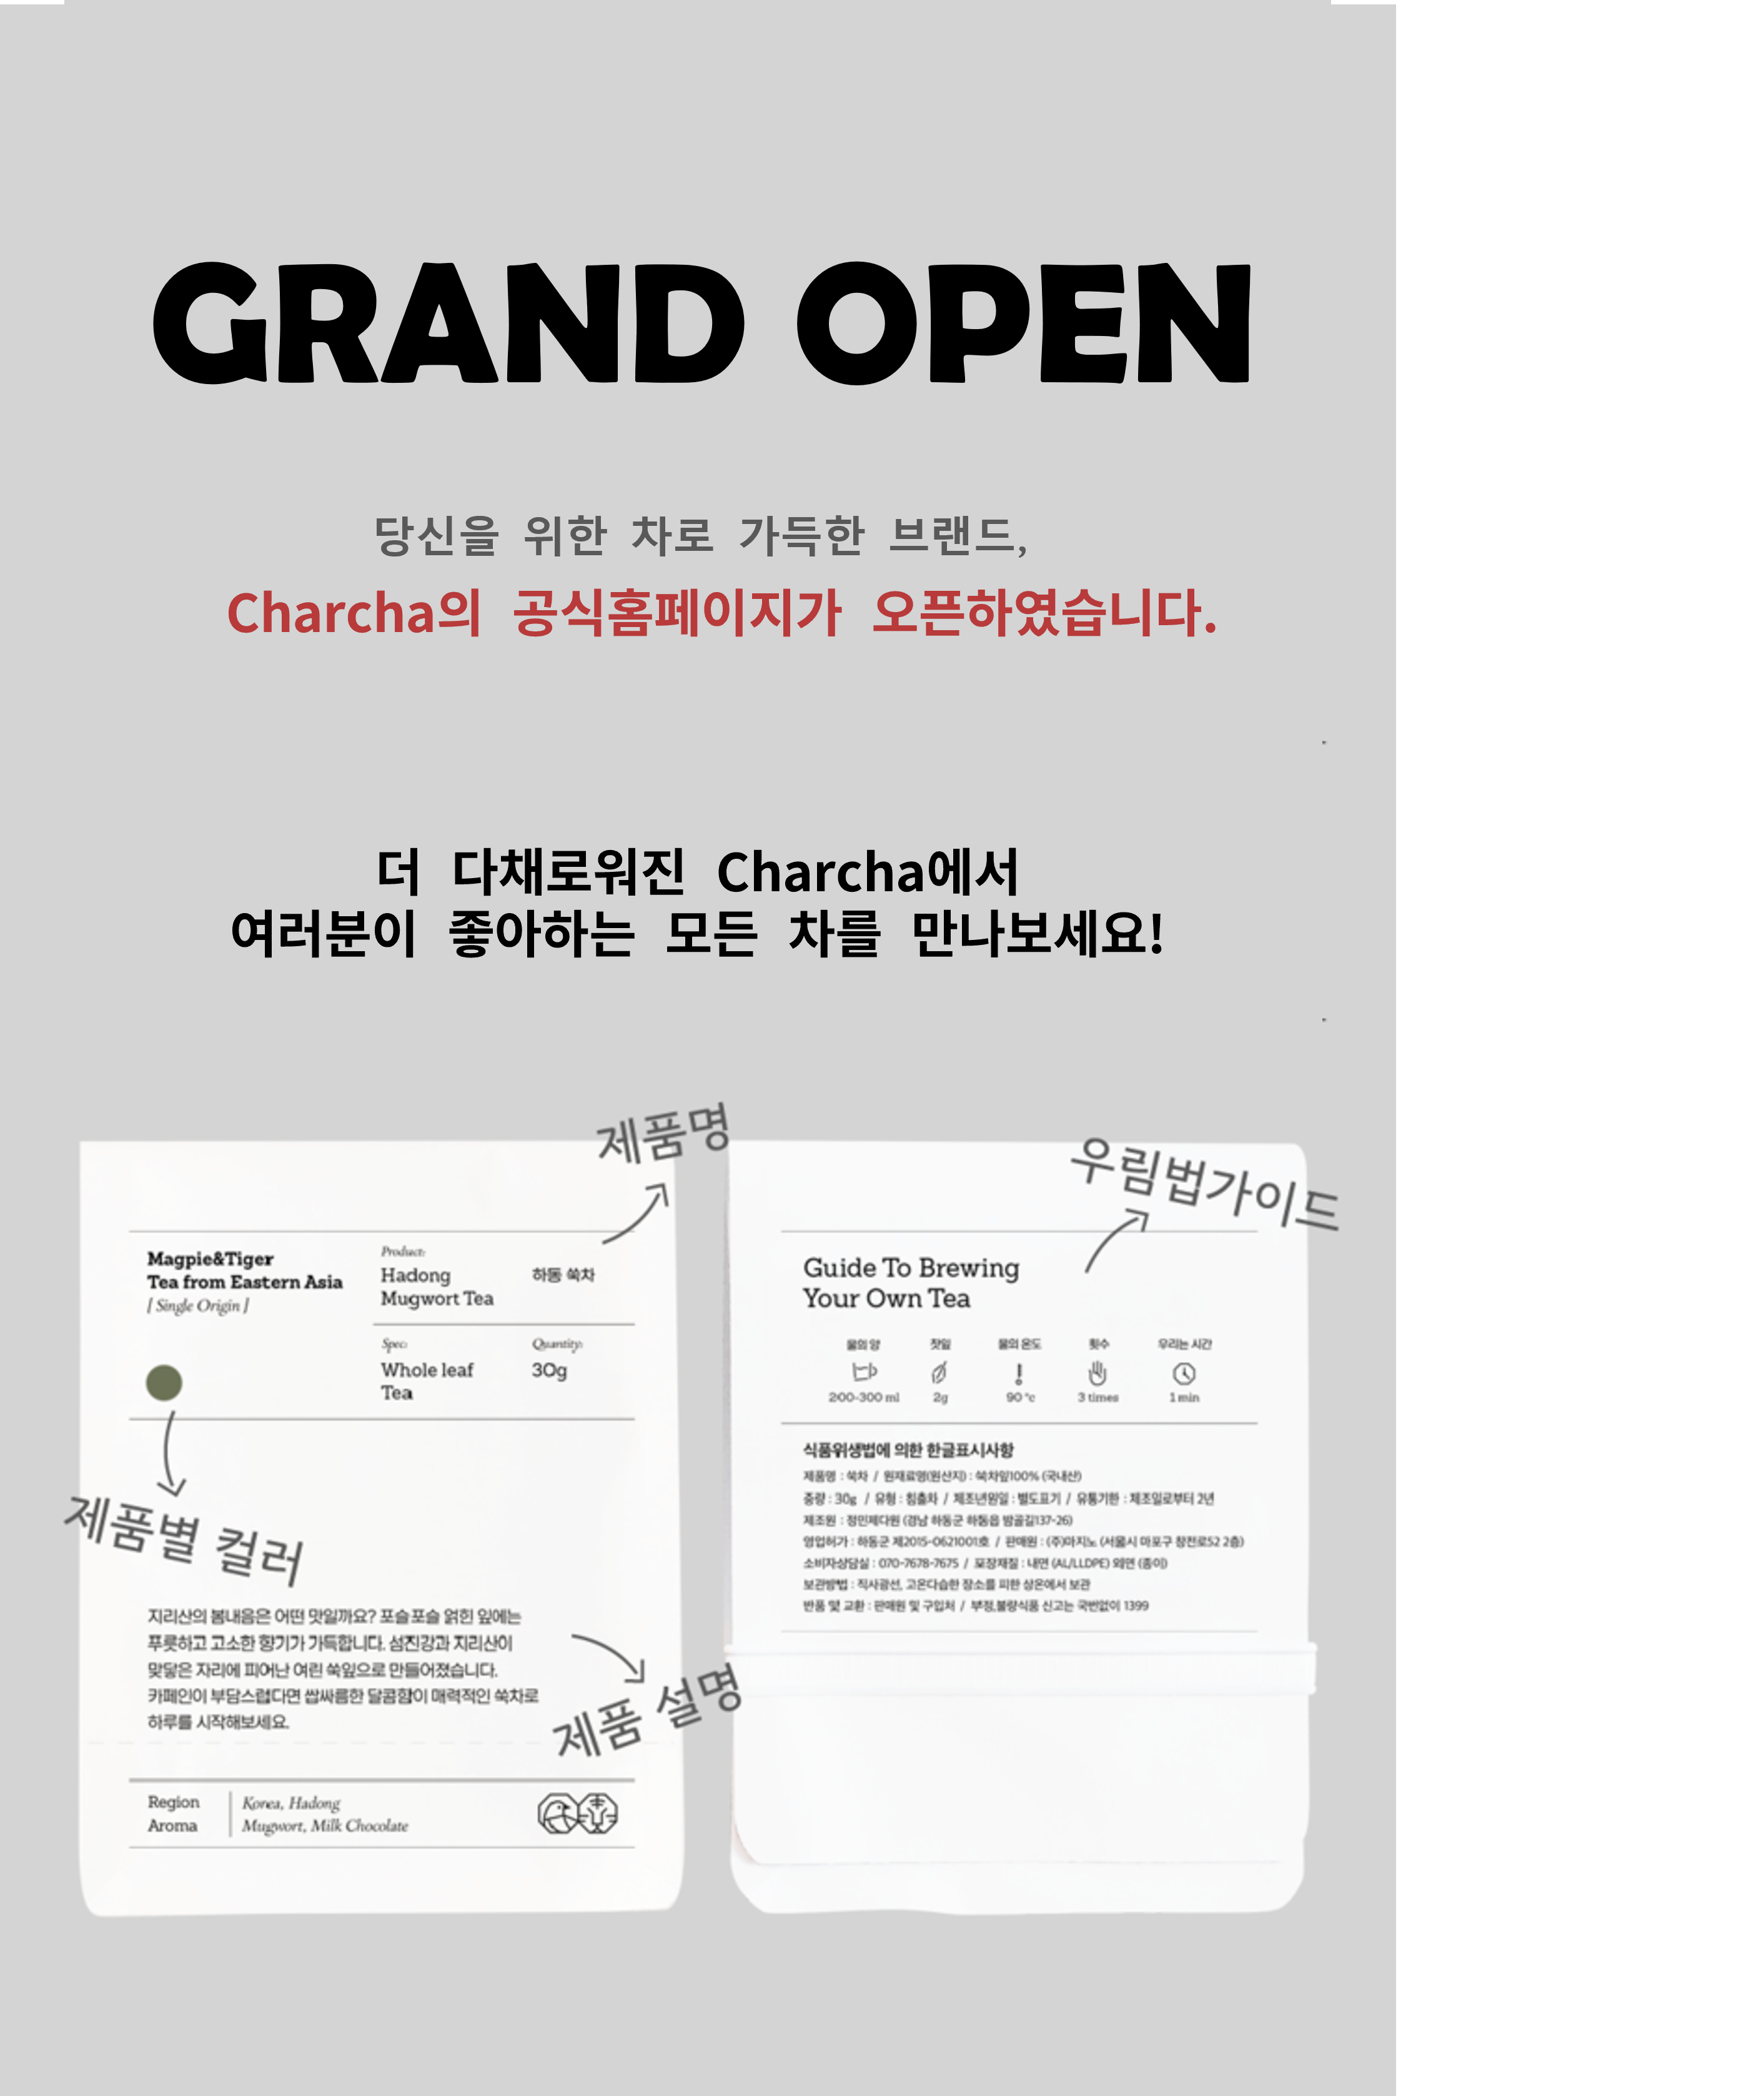 GRAND OPEN
당신을 위한 차로 가득한 브랜드,
Charcha의 공식홈페이지가 오픈하였습니다.
더 다채로워진 Charcha에서
여러분이 좋아하는 모든 차를 만나보세요!
제품명
Magpie&Tiger
Tea from Eastern Asia
[ Single Origin ]
Product:
Hadong
Mugwort Tea
하동 쑥차
Spec:
Whole leaf
Tea
Quantity:
30g
제품별 컬러
지리산의 봄내음은 어떤 맛일까요? 포슬포슬 얽힌 잎에는
푸릇하고 고소한 향기가 가득합니다. 섬진강과 지리산이
맞닿은 자리에 피어난 여린 쑥잎으로 만들어졌습니다.
카페인이 부담스럽다면 쌉싸름한 달콤함이 매력적인 쑥차로
하루를 시작해보세요.
제품 설명
Region
Korea, Hadong
Aroma
Mugwort, Milk Chocolate
우림법가이드
Guide To Brewing
Your Own Tea
물의 양 찻잎 물의 온도 횟수 우리는 시간
200-300 ml 2g 90 °c 3 times 1 min
식품위생법에 의한 한글표시사항
제품명 : 쑥차 / 원재료명(원산지) : 쑥차잎100% (국내산)
중량 : 30g / 유형 : 침출차 / 제조년월일 : 별도표기 / 유통기한 : 제조일로부터 2년
제조원 : 정민제다원 (경남 하동군 하동읍 밤골길137-26)
영업허가 : 하동군 제2015-0621001호 / 판매원 : (주)마지노 (서울시 마포구 창전로52 2층)
소비자상담실 : 070-7678-7675 / 포장재질 : 내면 (AL/LLDPE) 외면 (종이)
보관방법 : 직사광선, 고온다습한 장소를 피한 상온에서 보관
반품 및 교환 : 판매원 및 구입처 / 부정,불량식품 신고는 국번없이 1399